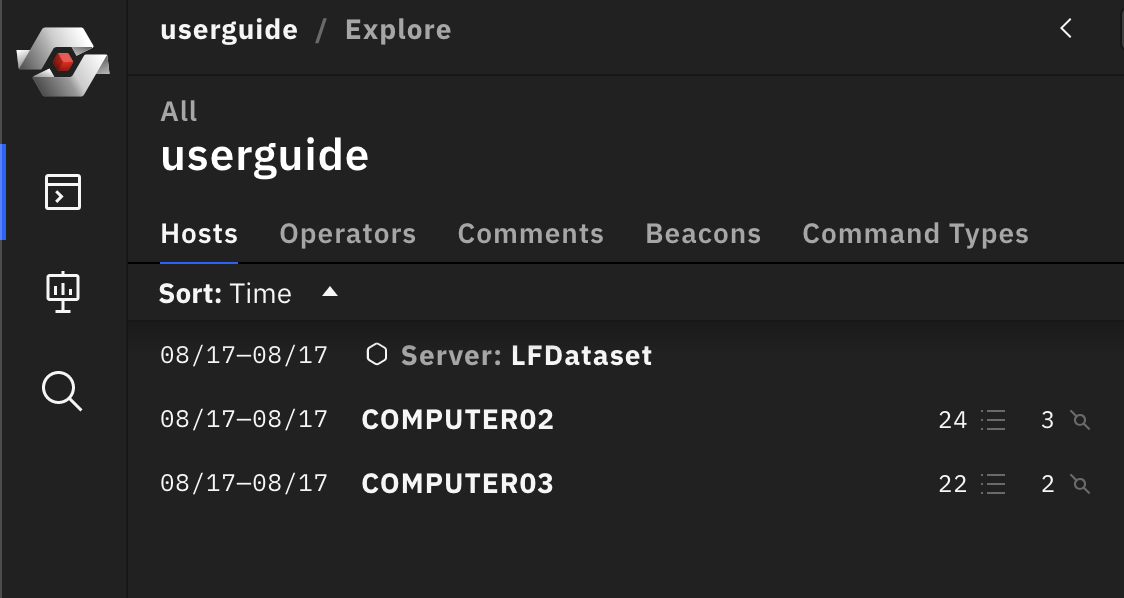 userguide / Explore
All
userguide
Hosts Operators Comments Beacons Command Types
Sort: Time
08/17—08/17 Server: LFDataset
08/17—08/17 COMPUTER02 24 3
08/17—08/17 COMPUTER03 22 2